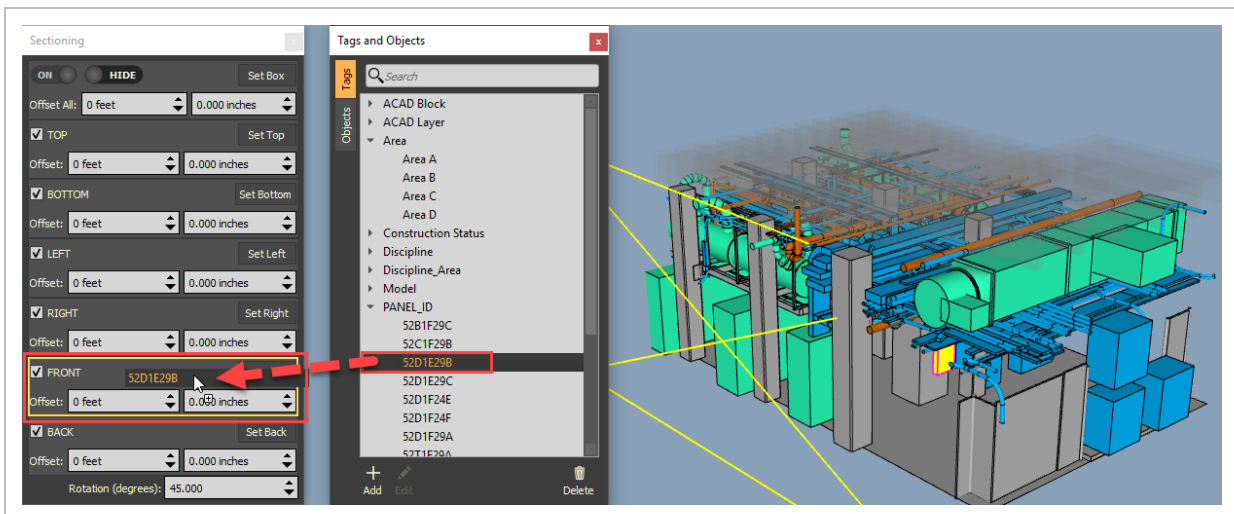 Sectioning
ON HIDE Set Box
Offset All: 0 feet 0.000 inches
TOP Set Top
Offset: 0 feet 0.000 inches
BOTTOM Set Bottom
Offset: 0 feet 0.000 inches
LEFT Set Left
Offset: 0 feet 0.000 inches
RIGHT Set Right
Offset: 0 feet 0.000 inches
FRONT 52D1E29B
Offset: 0 feet 0.000 inches
BACK Set Back
Offset: 0 feet 0.000 inches
Rotation (degrees): 45.000
Tags and Objects x
Tags
Objects
Search
ACAD Block
ACAD Layer
Area
Area A
Area B
Area C
Area D
Construction Status
Discipline
Discipline_Area
Model
PANEL_ID
52B1F29C
52C1F29B
52D1E29B
52D1E29C
52D1F24E
52D1F24F
52D1F29A
52T1F29A
Add Edit Delete